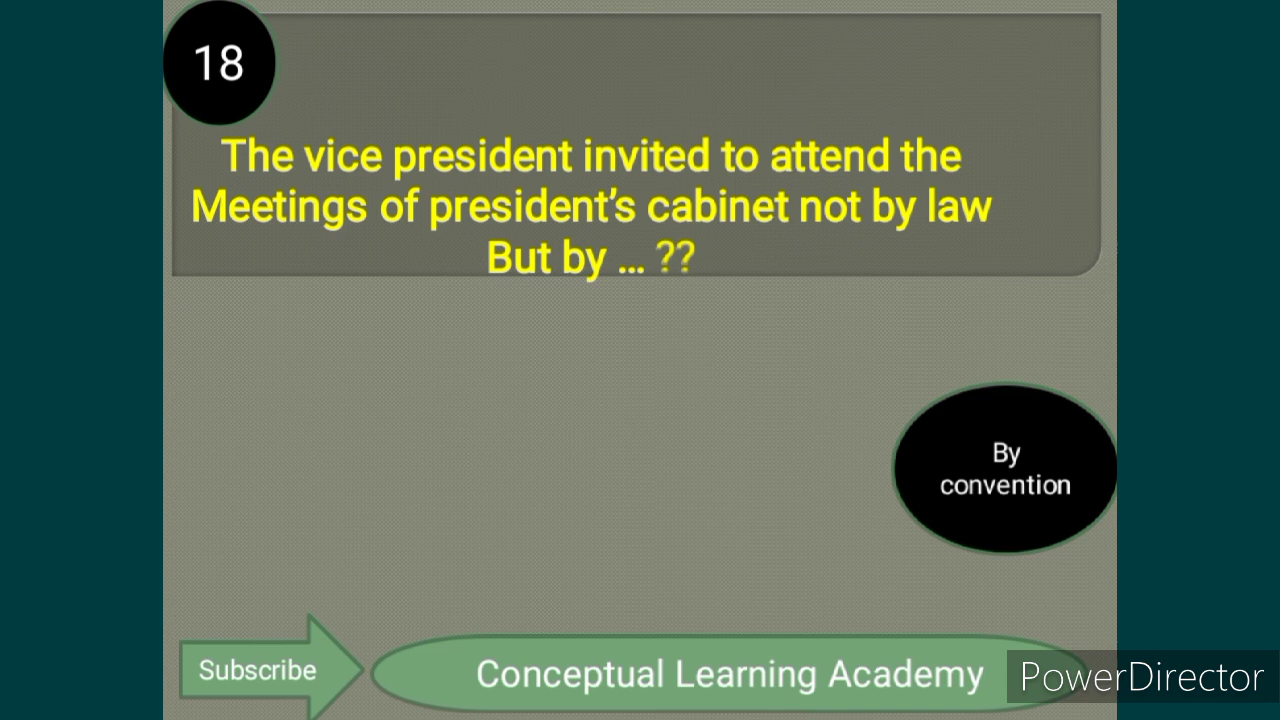 18
The vice president invited to attend the
Meetings of president's cabinet not by law
But by ... ??
By
convention
Subscribe
Conceptual Learning Academy
PowerDirector